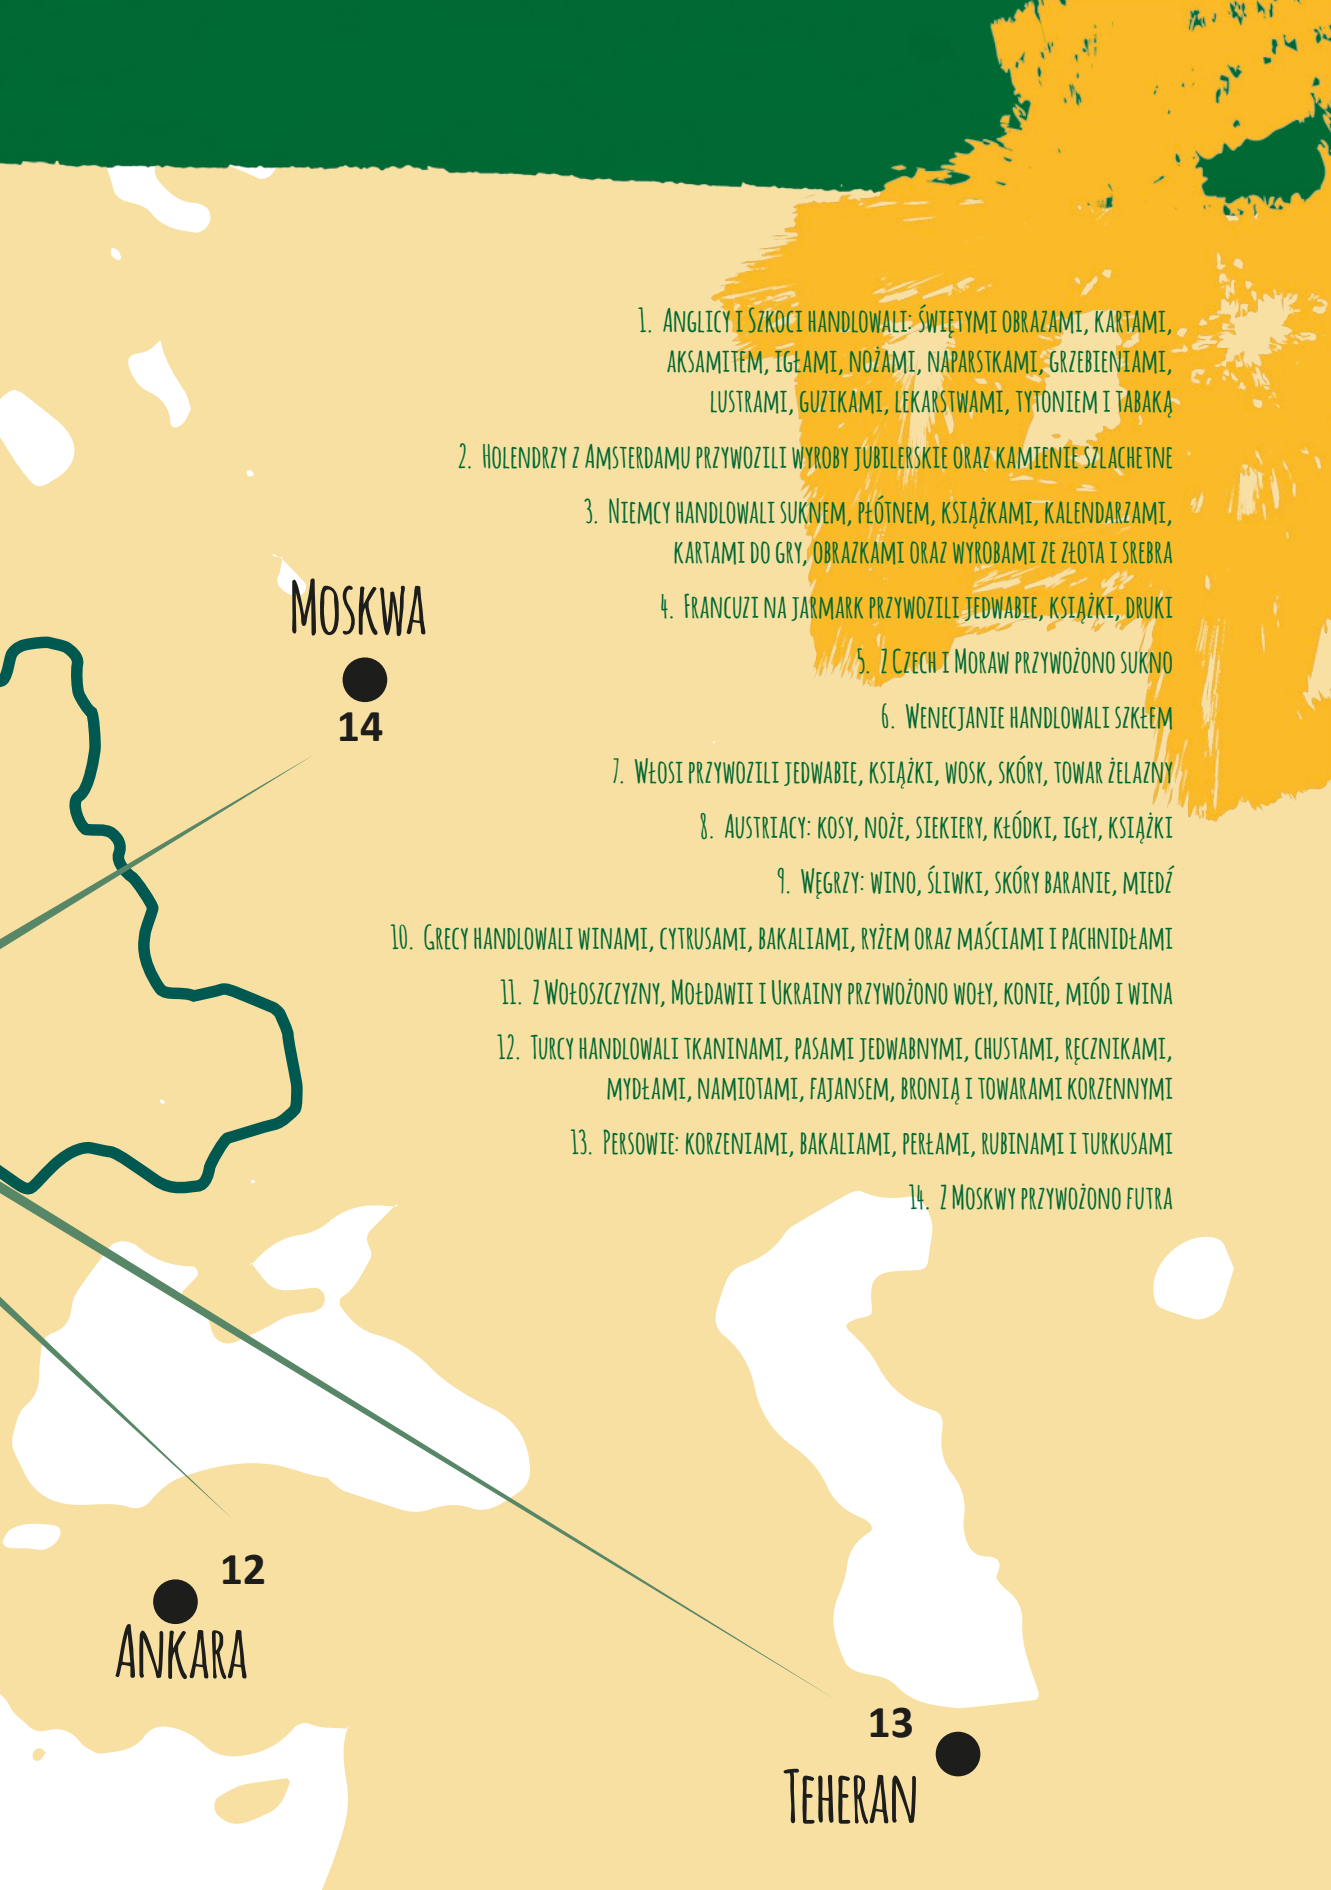 1. Anglicy i Szkoci handlowali: świętymi obrazami, kartami,
aksamitem, igłami, nożami, naparstkami, grzebieniami,
lustrami, guzikami, lekarstwami, tytoniem i tabaką
2. Holendrzy z Amsterdamu przywozili wyroby jubilerskie oraz kamienie szlachetne
3. Niemcy handlowali suknem, płótnem, książkami, kalendarzami,
kartami do gry, obrazkami oraz wyrobami ze złota i srebra
4. Francuzi na jarmark przywozili jedwabie, książki, druki
5. Z Czech i Moraw przywożono sukno
6. Wenecjanie handlowali szkłem
7. Włosi przywozili jedwabie, książki, wosk, skóry, towar żelazny
8. Austriacy: kosy, noże, siekiery, kłódki, igły, książki
9. Węgrzy: wino, śliwki, skóry baranie, miedź
10. Grecy handlowali winami, cytrusami, bakaliami, ryżem oraz maściami i pachnidłami
11. Z Wołoszczyzny, Mołdawii i Ukrainy przywożono woły, konie, miód i wina
12. Turcy handlowali tkaninami, pasami jedwabnymi, chustami, ręcznikami,
mydłami, namiotami, fajansem, bronią i towarami korzennymi
13. Persowie: korzeniami, bakaliami, perłami, rubinami i turkusami
14. Z Moskwy przywożono futra
Moskwa
14
12
Ankara
13
Teheran